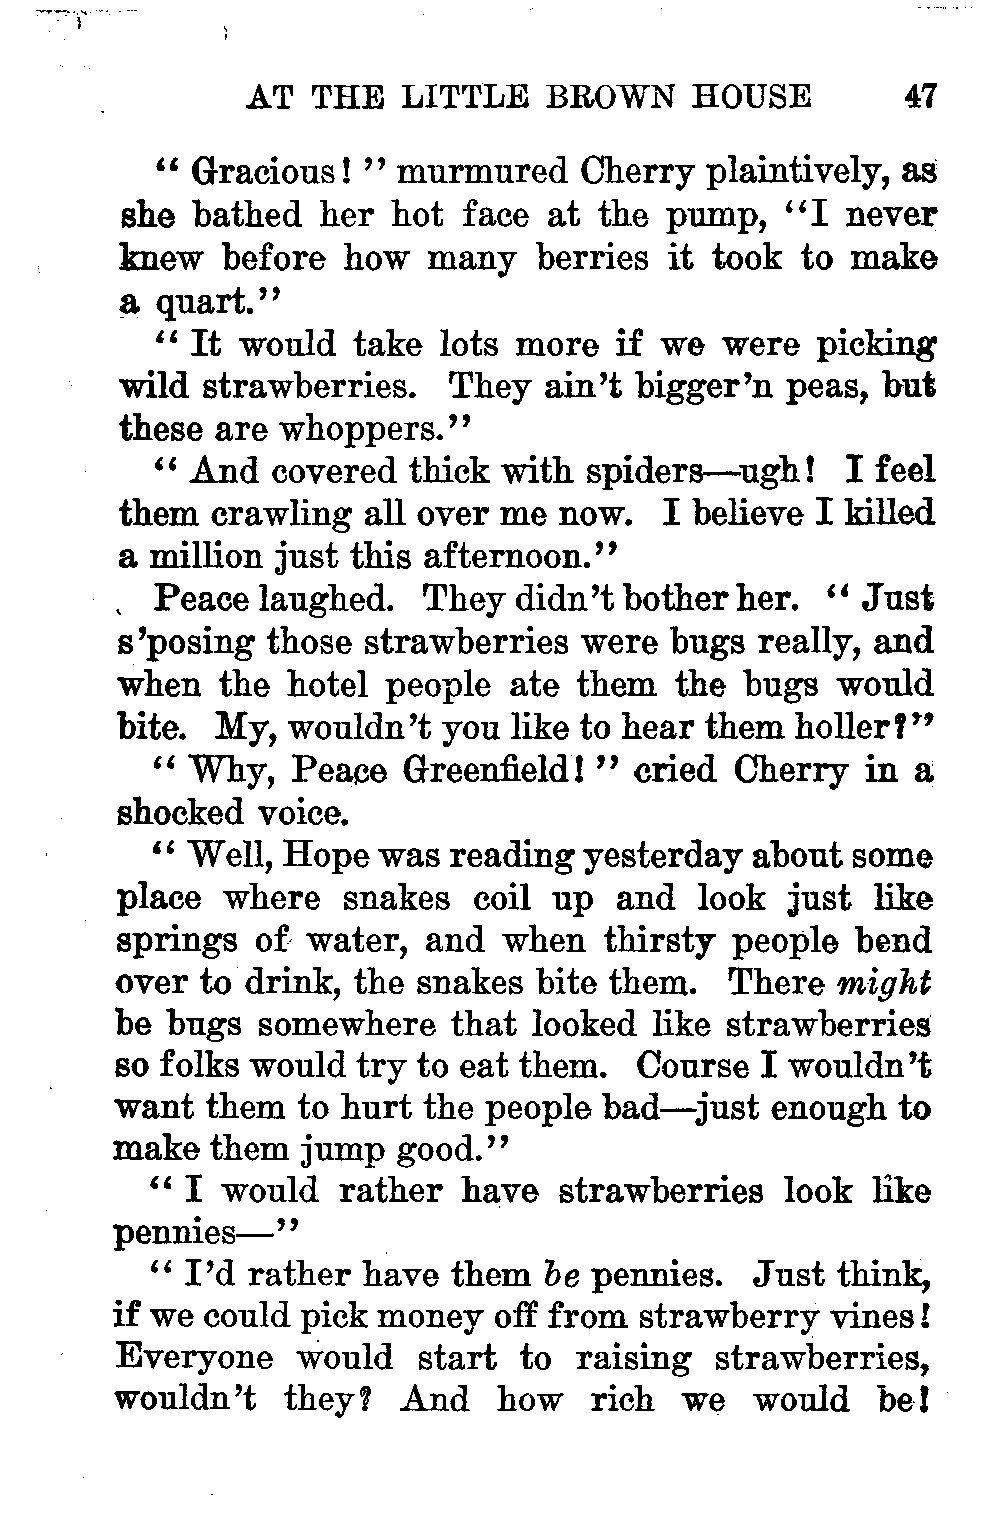 AT THE LITTLE BROWN HOUSE 47
"Gracious!" murmured Cherry plaintively, as
she bathed her hot face at the pump, "I never
knew before how many berries it took to make
a quart."
"It would take lots more if we were picking
wild strawberries. They ain't bigger'n peas, but
these are whoppers."
"And covered thick with spiders—ugh! I feel
them crawling all over me now. I believe I killed
a million just this afternoon."
Peace laughed. They didn't bother her. "Just
s'posing those strawberries were bugs really, and
when the hotel people ate them the bugs would
bite. My, wouldn't you like to hear them holler?"
"Why, Peace Greenfield!" cried Cherry in a
shocked voice.
"Well, Hope was reading yesterday about some
place where snakes coil up and look just like
springs of water, and when thirsty people bend
over to drink, the snakes bite them. There might
be bugs somewhere that looked like strawberries
so folks would try to eat them. Course I wouldn't
want them to hurt the people bad—just enough to
make them jump good."
"I would rather have strawberries look like
pennies—"
"I'd rather have them be pennies. Just think,
if we could pick money off from strawberry vines!
Everyone would start to raising strawberries,
wouldn't they? And how rich we would be!